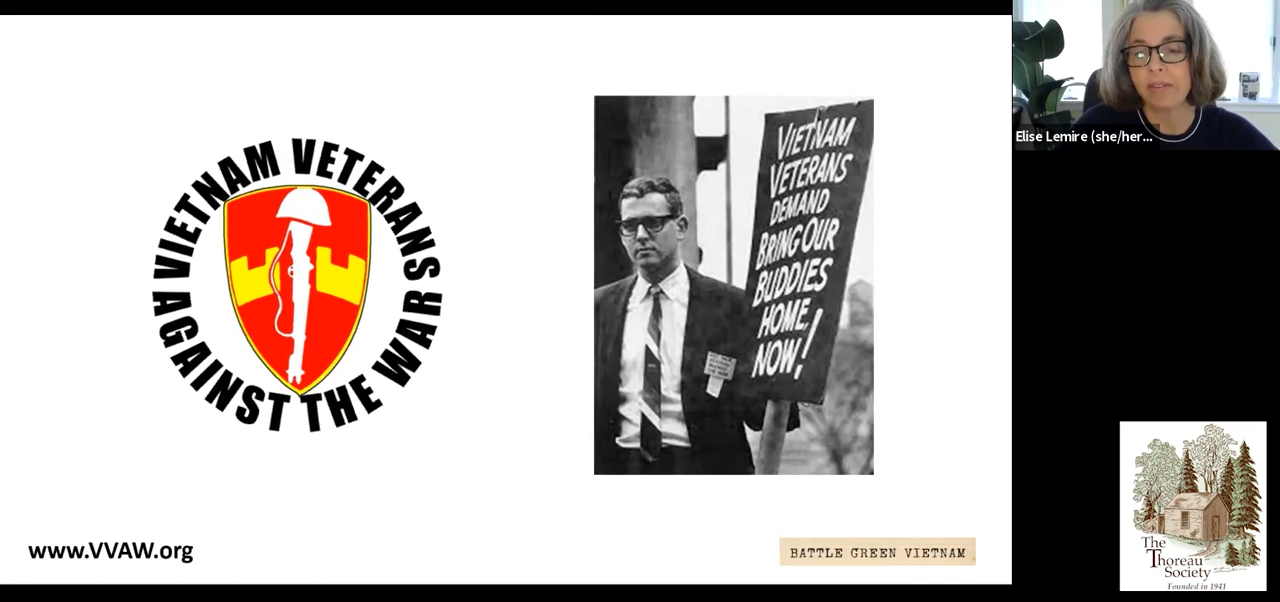 VIETNAM VETERANS
AGAINST THE WAR
VIETNAM
VETERANS
DEMAND
BRING OUR
BUDDIES
HOME,
NOW!
www.VVAW.org
BATTLE GREEN VIETNAM
Elise Lemire (she/her...
The
Thoreau
Society
Founded in 1941